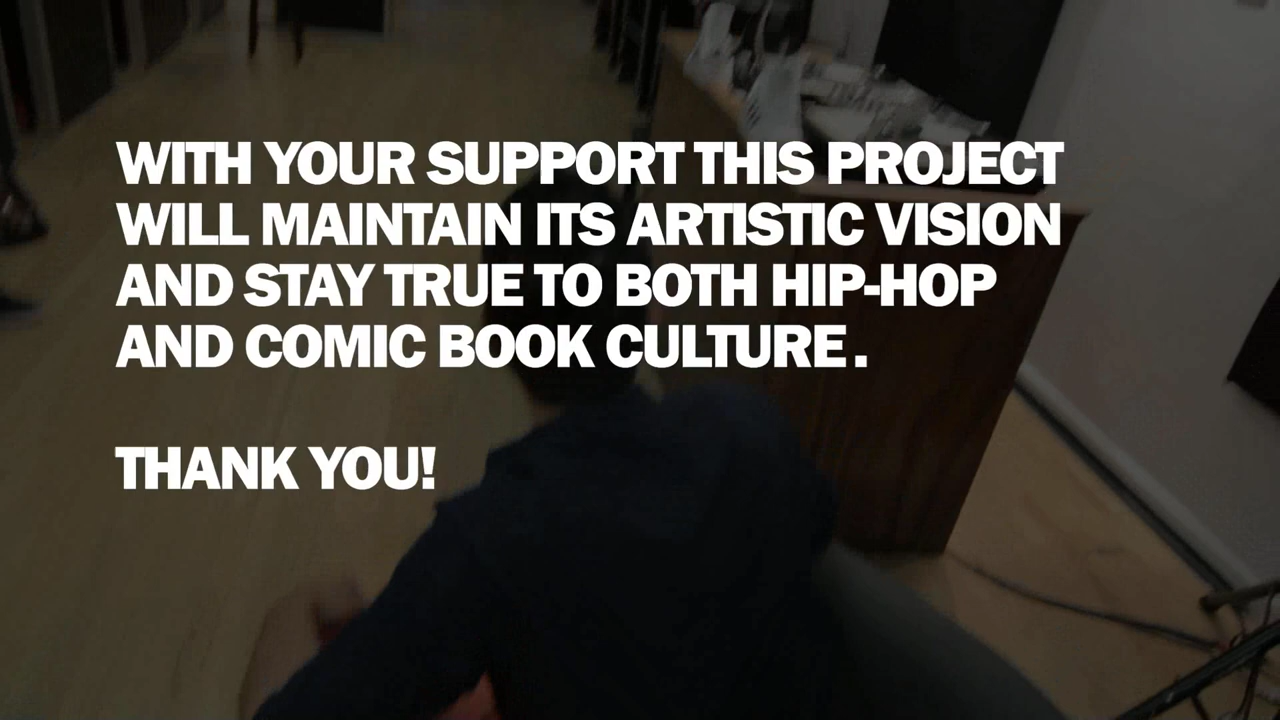 WITH YOUR SUPPORT THIS PROJECT
WILL MAINTAIN ITS ARTISTIC VISION
AND STAY TRUE TO BOTH HIP-HOP
AND COMIC BOOK CULTURE.
THANK YOU!